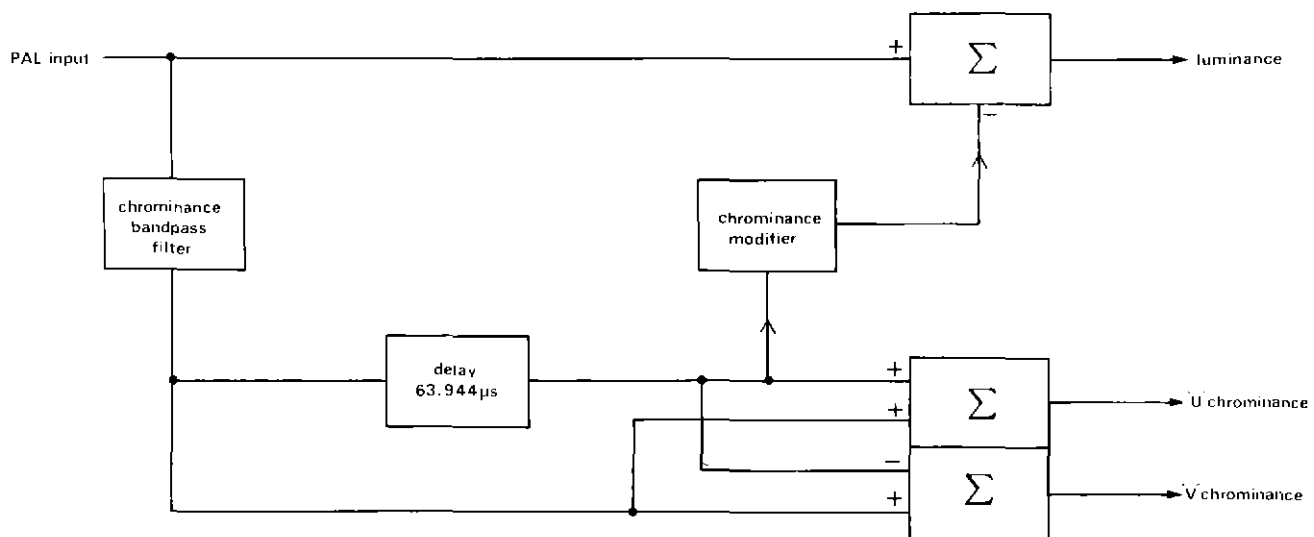 PAL input
+
Σ
luminance
−
chrominance
bandpass
filter
chrominance
modifier
delay
63.944µs
+
+
Σ
'U' chrominance
−
+
Σ
'V' chrominance